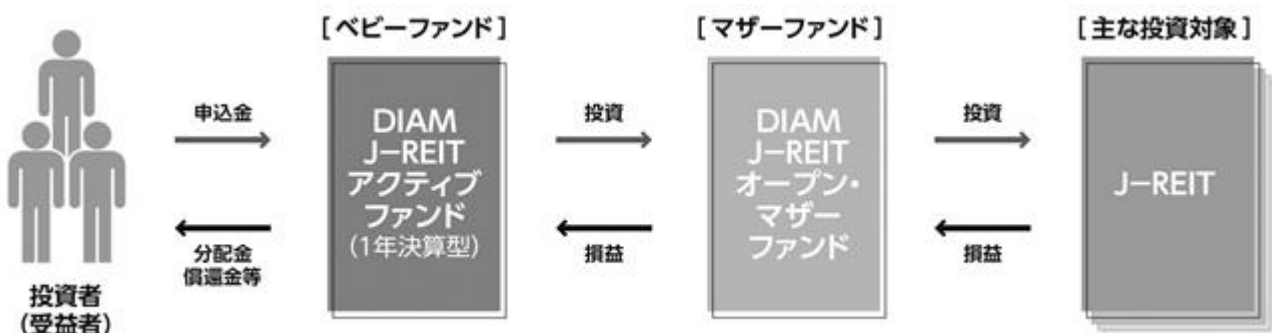 [ベビーファンド]
[マザーファンド]
[主な投資対象]
投資者
(受益者)
申込金
分配金
償還金等
DIAM
J−REIT
アクティブ
ファンド
(1年決算型)
投資
損益
DIAM
J−REIT
オープン・
マザー
ファンド
投資
損益
J−REIT